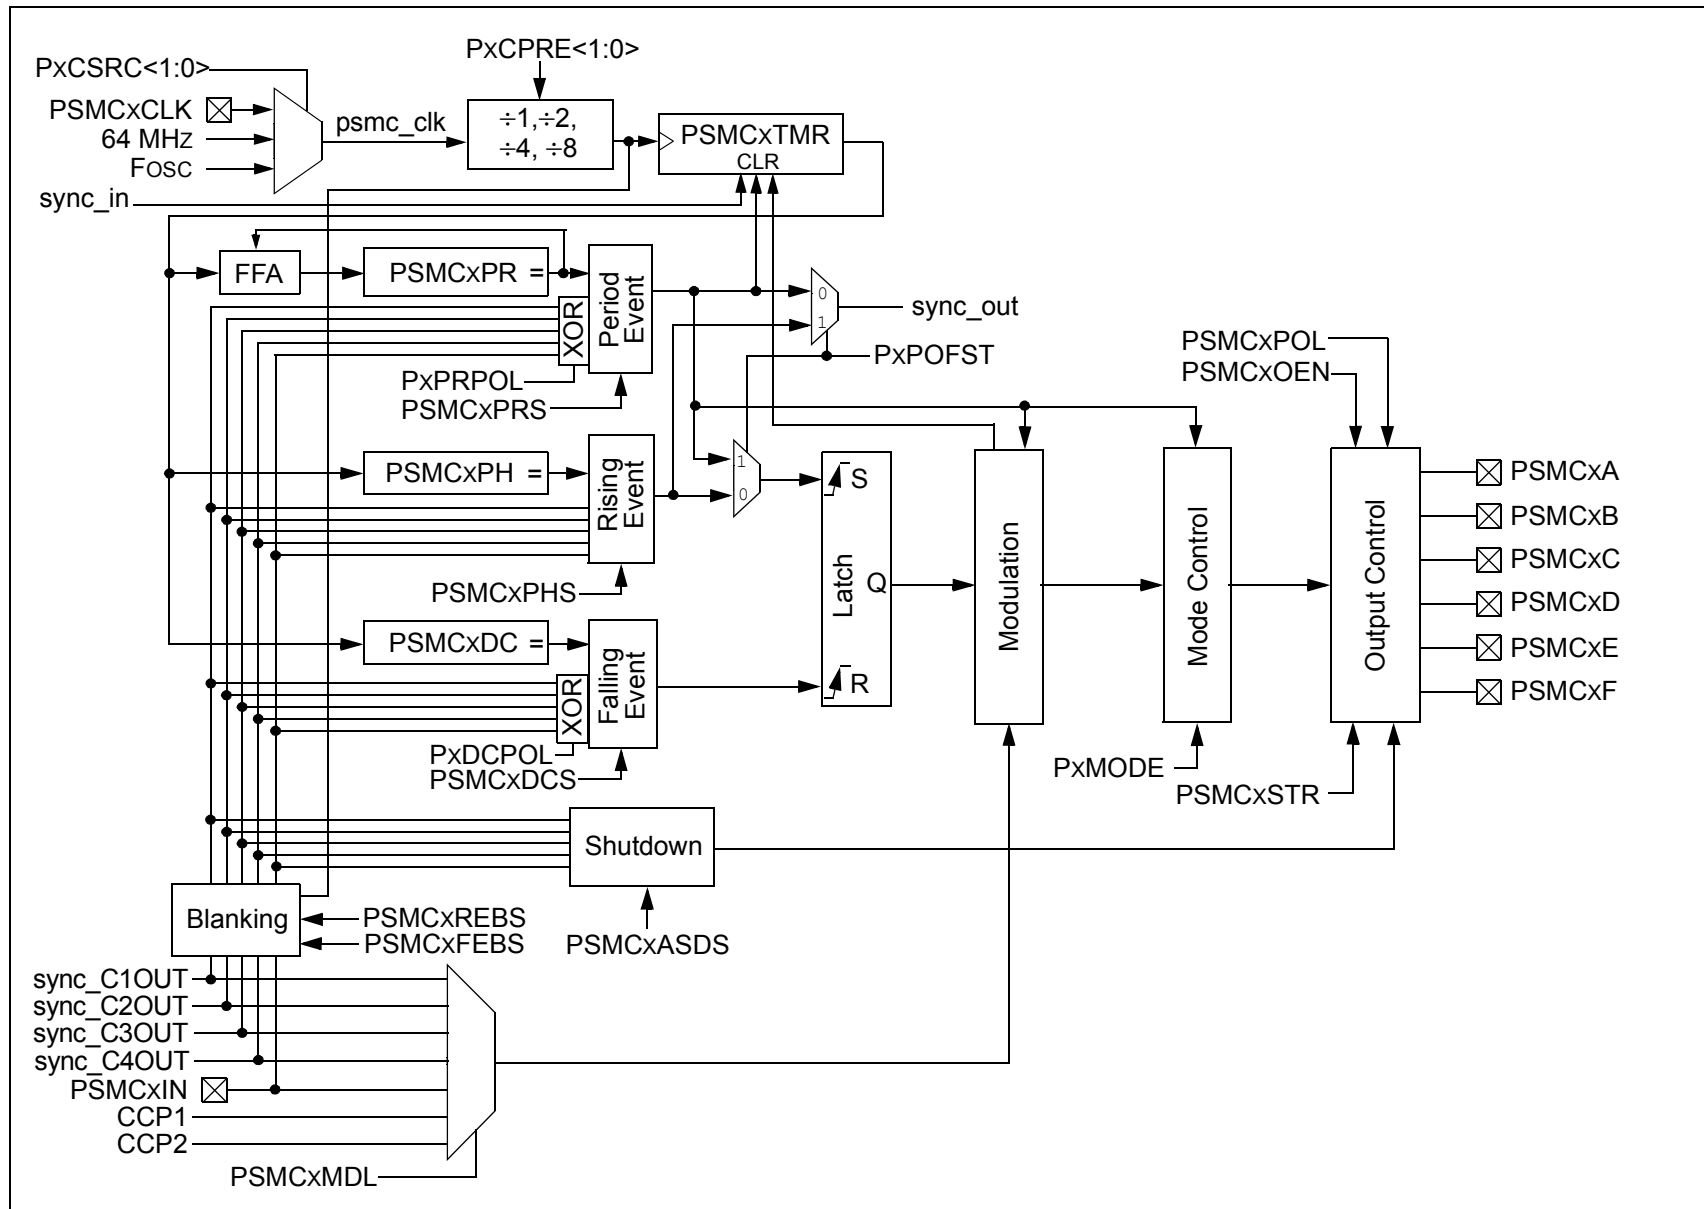 PxCPRE<1:0>
PxCSRC<1:0>
PSMCxCLK
64 MHz
FOSC
sync_in
psmc_clk
÷1,÷2,
÷4, ÷8
PSMCxTMR
CLR
FFA
PSMCxPR =
XOR
Period
Event
PxPRPOL
PSMCxPRS
0
1
sync_out
PxPOFST
PSMCxPH =
Rising
Event
PSMCxPHS
1
0
PSMCxDC =
XOR
Falling
Event
PxDCPOL
PSMCxDCS
S
Latch
Q
R
Modulation
Mode Control
PxMODE
PSMCxPOL
PSMCxOEN
Output Control
PSMCxSTR
PSMCxA
PSMCxB
PSMCxC
PSMCxD
PSMCxE
PSMCxF
Shutdown
PSMCxASDS
Blanking
PSMCxREBS
PSMCxFEBS
sync_C1OUT
sync_C2OUT
sync_C3OUT
sync_C4OUT
PSMCxIN
CCP1
CCP2
PSMCxMDL